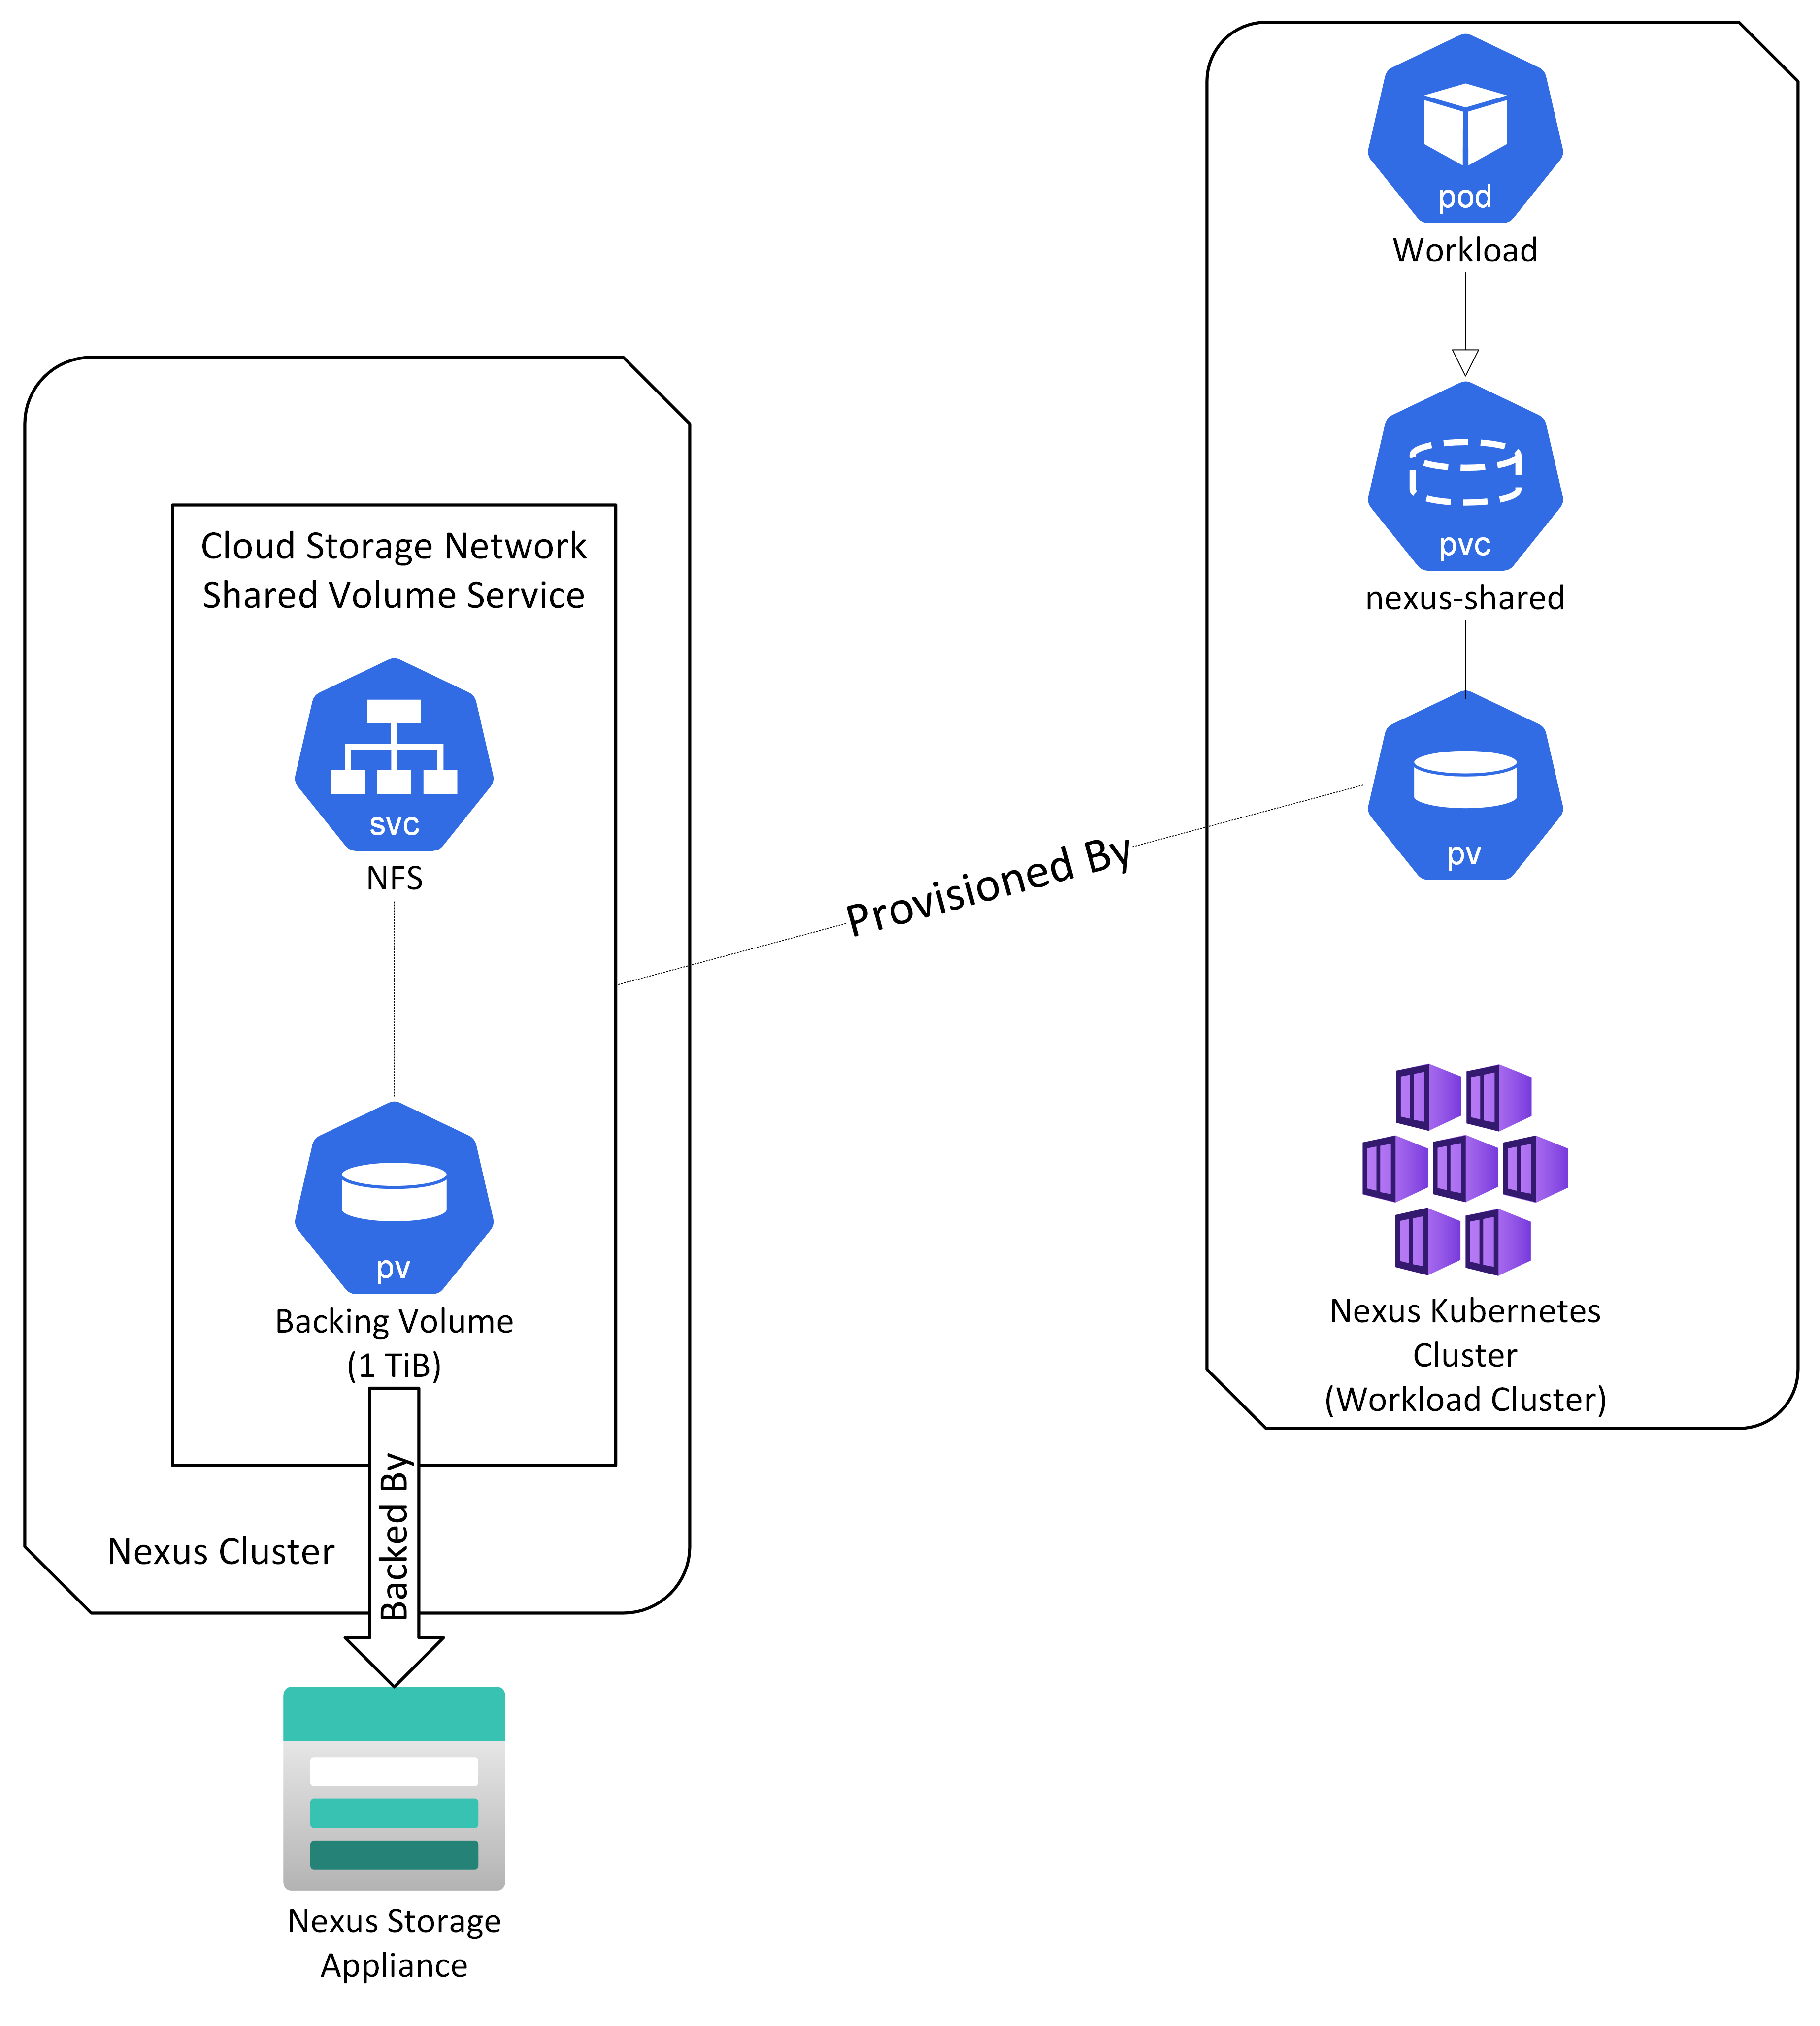 pod
Workload
pvc
nexus-shared
pv
Provisioned By
Nexus Kubernetes
Cluster
(Workload Cluster)
Cloud Storage Network
Shared Volume Service
svc
NFS
pv
Backing Volume
(1 TiB)
Backed By
Nexus Cluster
Nexus Storage
Appliance